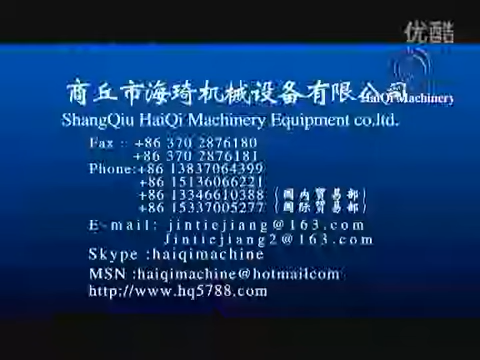 优酷
HaiQi Machinery
商丘市海琦机械设备有限公司
ShangQiu HaiQi Machinery Equipment co.ltd.
Fax : +86 370 2876180
+86 370 2876181
Phone:+86 13837064399
+86 15136066221
+86 13346610388 (国内贸易部)
+86 15337005277 (国际贸易部)
E-mail: jintiejiang@163.com
Jintiejiang2@163.com
Skype :haiqimachine
MSN :haiqimachine@hotmail.com
http://www.hq5788.com